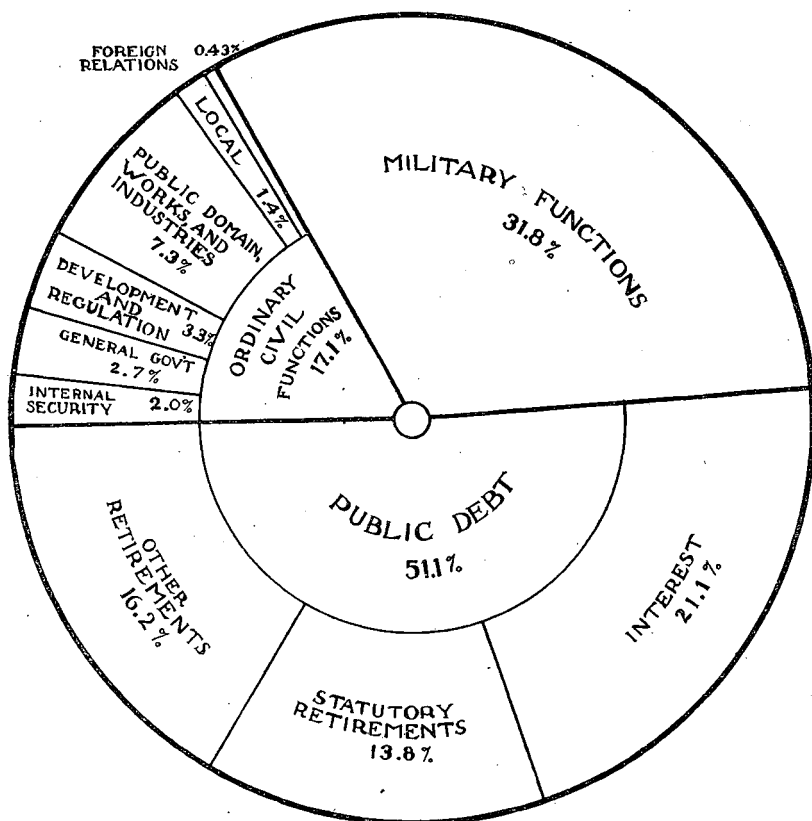 FOREIGN RELATIONS 0.43%
LOCAL 1.4%
PUBLIC DOMAIN,
WORKS, AND
INDUSTRIES
7.3%
DEVELOPMENT
AND
REGULATION 3.3%
GENERAL GOV'T
2.7%
INTERNAL
SECURITY 2.0%
ORDINARY
CIVIL
FUNCTIONS
17.1%
MILITARY FUNCTIONS
31.8%
PUBLIC DEBT
51.1%
OTHER
RETIREMENTS
16.2%
STATUTORY
RETIREMENTS
13.8%
INTEREST
21.1%